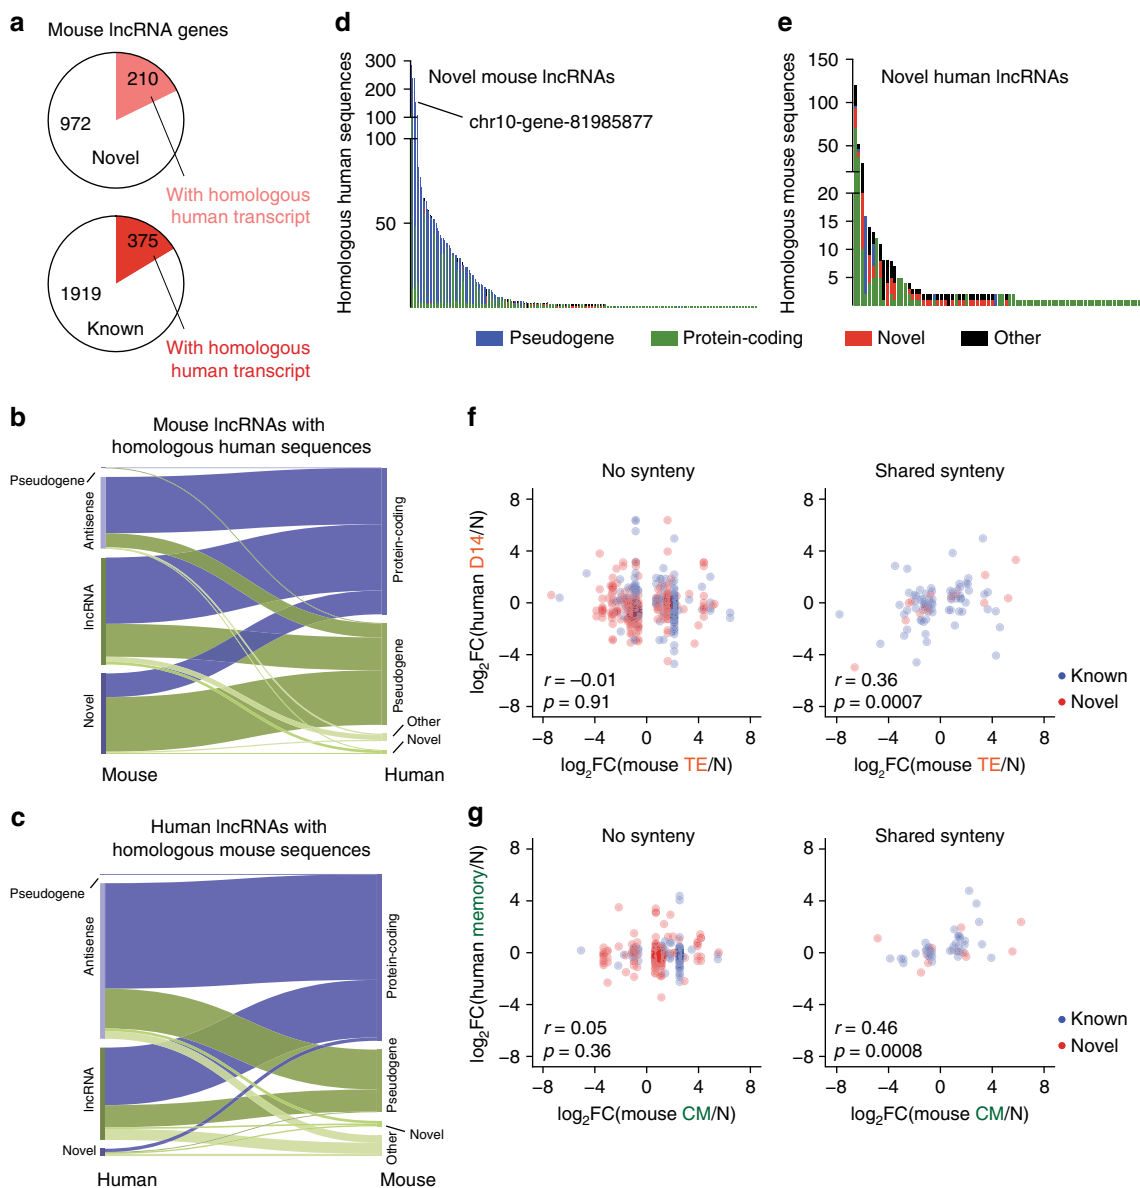 a
Mouse lncRNA genes
210
972
Novel
With homologous
human transcript
375
1919
Known
With homologous
human transcript
d
300
200
100
100
50
Homologous human sequences
Novel mouse lncRNAs
chr10-gene-81985877
e
150
100
50
20
15
10
5
Homologous mouse sequences
Novel human lncRNAs
Pseudogene
Protein-coding
Novel
Other
b
Mouse lncRNAs with
homologous human sequences
Pseudogene
Antisense
lncRNA
Novel
Protein-coding
Pseudogene
Other
Novel
Mouse
Human
c
Human lncRNAs with
homologous mouse sequences
Pseudogene
Antisense
lncRNA
Novel
Protein-coding
Pseudogene
Novel
Other
Human
Mouse
f
No synteny
8
4
0
−4
−8
log2FC(human D14/N)
r = −0.01
p = 0.91
−8 −4 0 4 8
log2FC(mouse TE/N)
Shared synteny
8
4
0
−4
−8
r = 0.36
p = 0.0007
−8 −4 0 4 8
log2FC(mouse TE/N)
Known
Novel
g
No synteny
8
4
0
−4
−8
log2FC(human memory/N)
r = 0.05
p = 0.36
−8 −4 0 4 8
log2FC(mouse CM/N)
Shared synteny
8
4
0
−4
−8
r = 0.46
p = 0.0008
−8 −4 0 4 8
log2FC(mouse CM/N)
Known
Novel